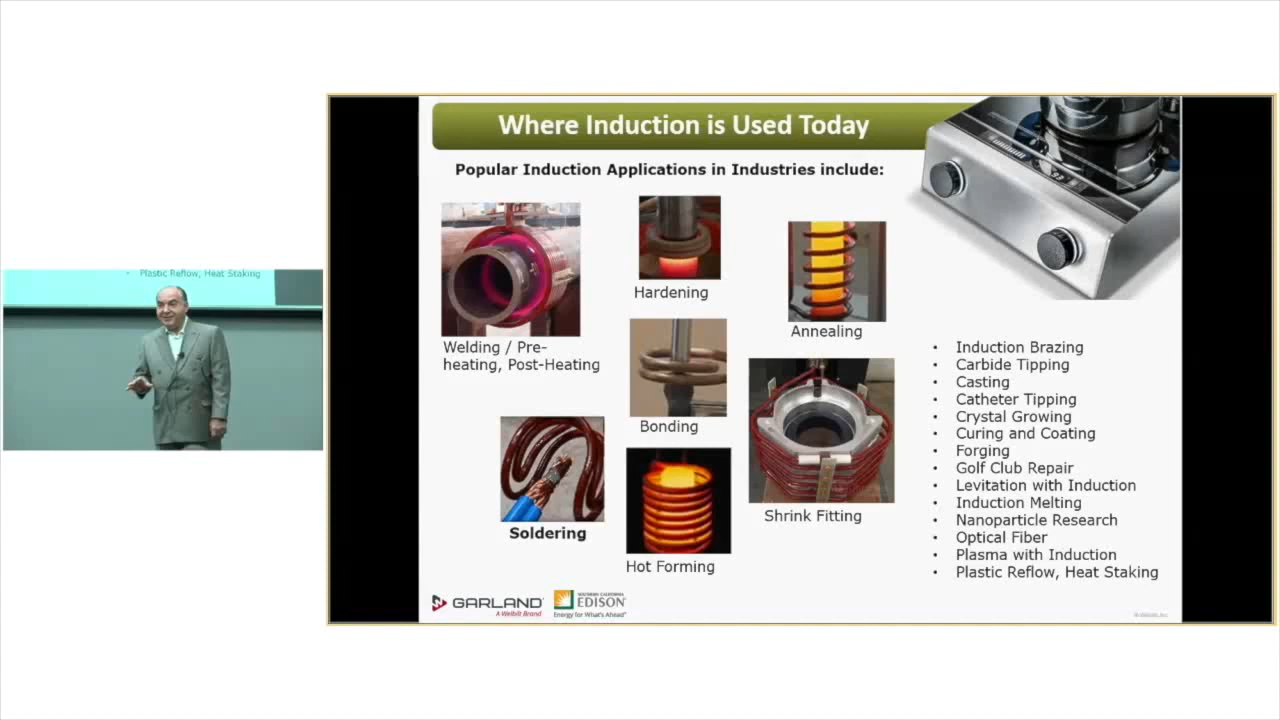 Where Induction is Used Today
Popular Induction Applications in Industries include:
Hardening
Annealing
Welding / Pre-
heating, Post-Heating
Bonding
Shrink Fitting
Soldering
Hot Forming
• Induction Brazing
• Carbide Tipping
• Casting
• Catheter Tipping
• Crystal Growing
• Curing and Coating
• Forging
• Golf Club Repair
• Levitation with Induction
• Induction Melting
• Nanoparticle Research
• Optical Fiber
• Plasma with Induction
• Plastic Reflow, Heat Staking
GARLAND
A Welbilt Brand
SOUTHERN CALIFORNIA
EDISON
Energy for What's Ahead
• Plastic Reflow, Heat Staking